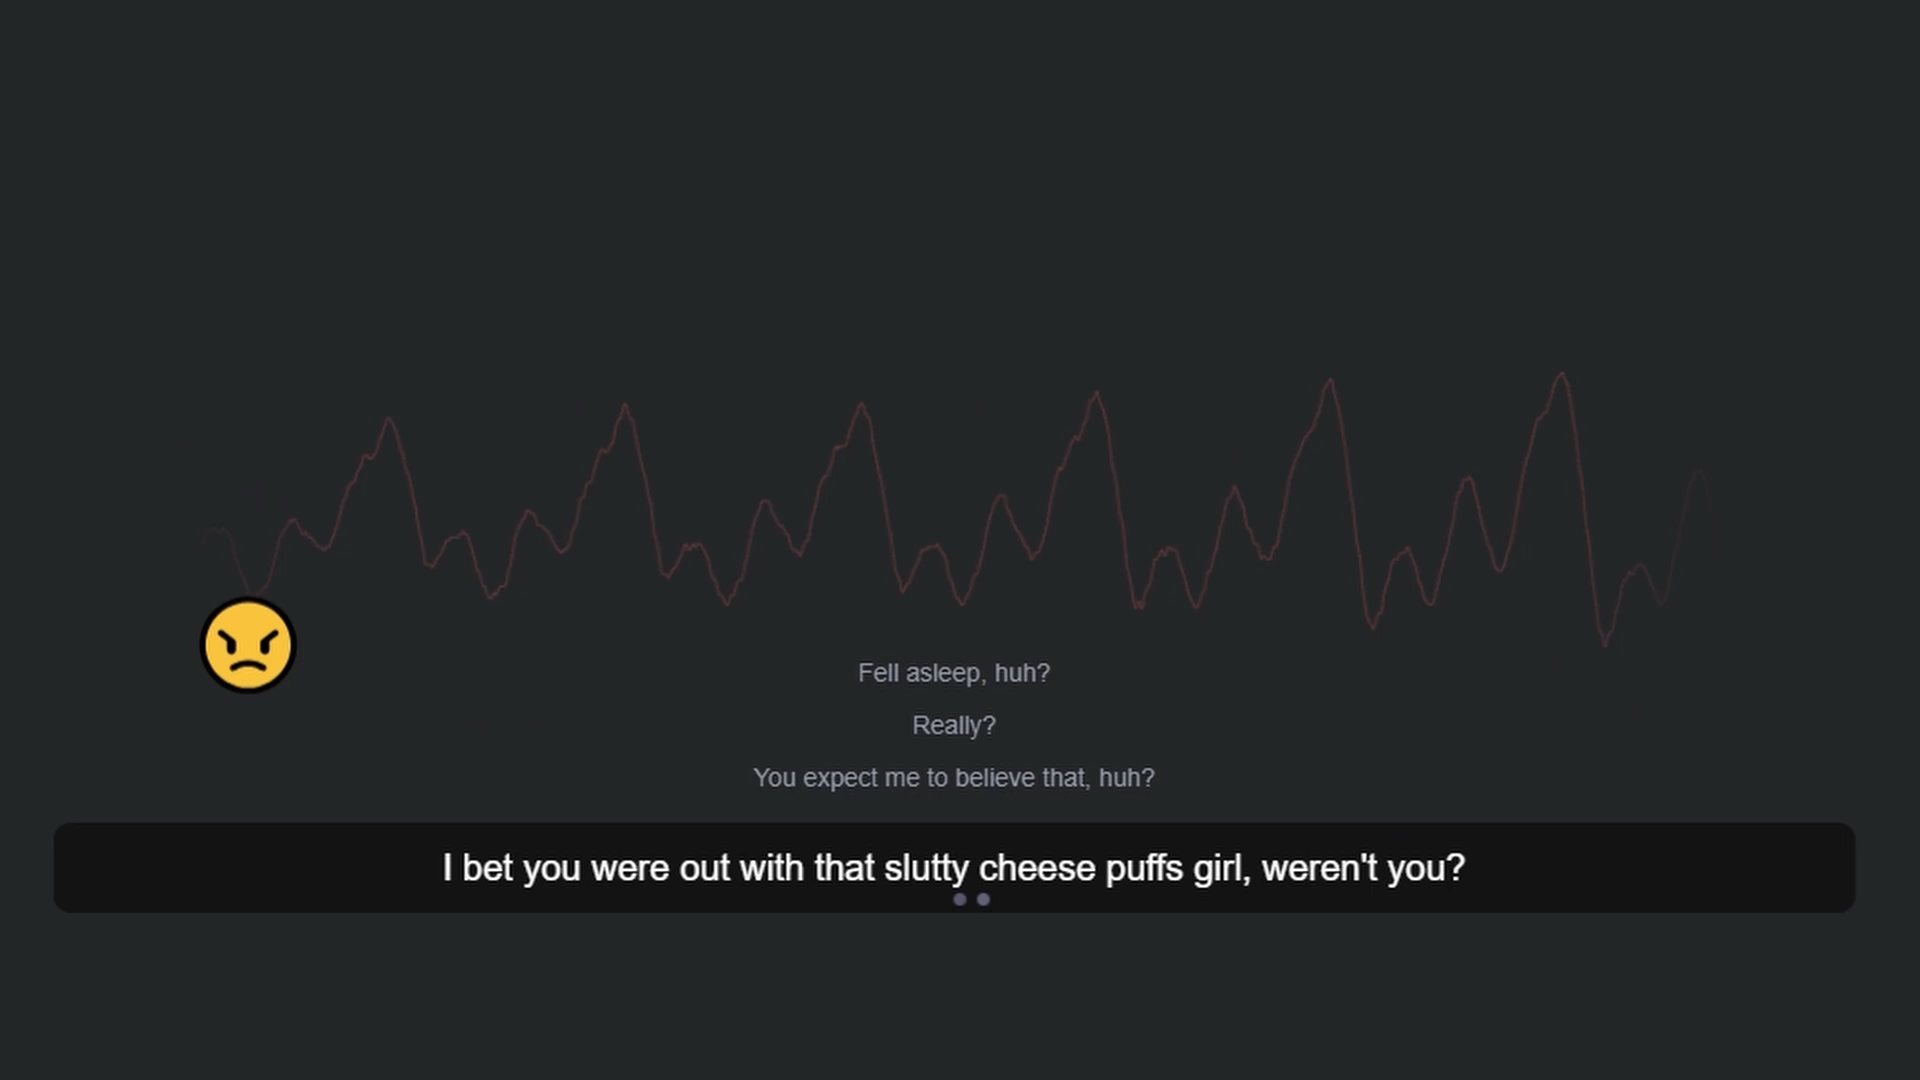 Fell asleep, huh?
Really?
You expect me to believe that, huh?
I bet you were out with that slutty cheese puffs girl, weren't you?